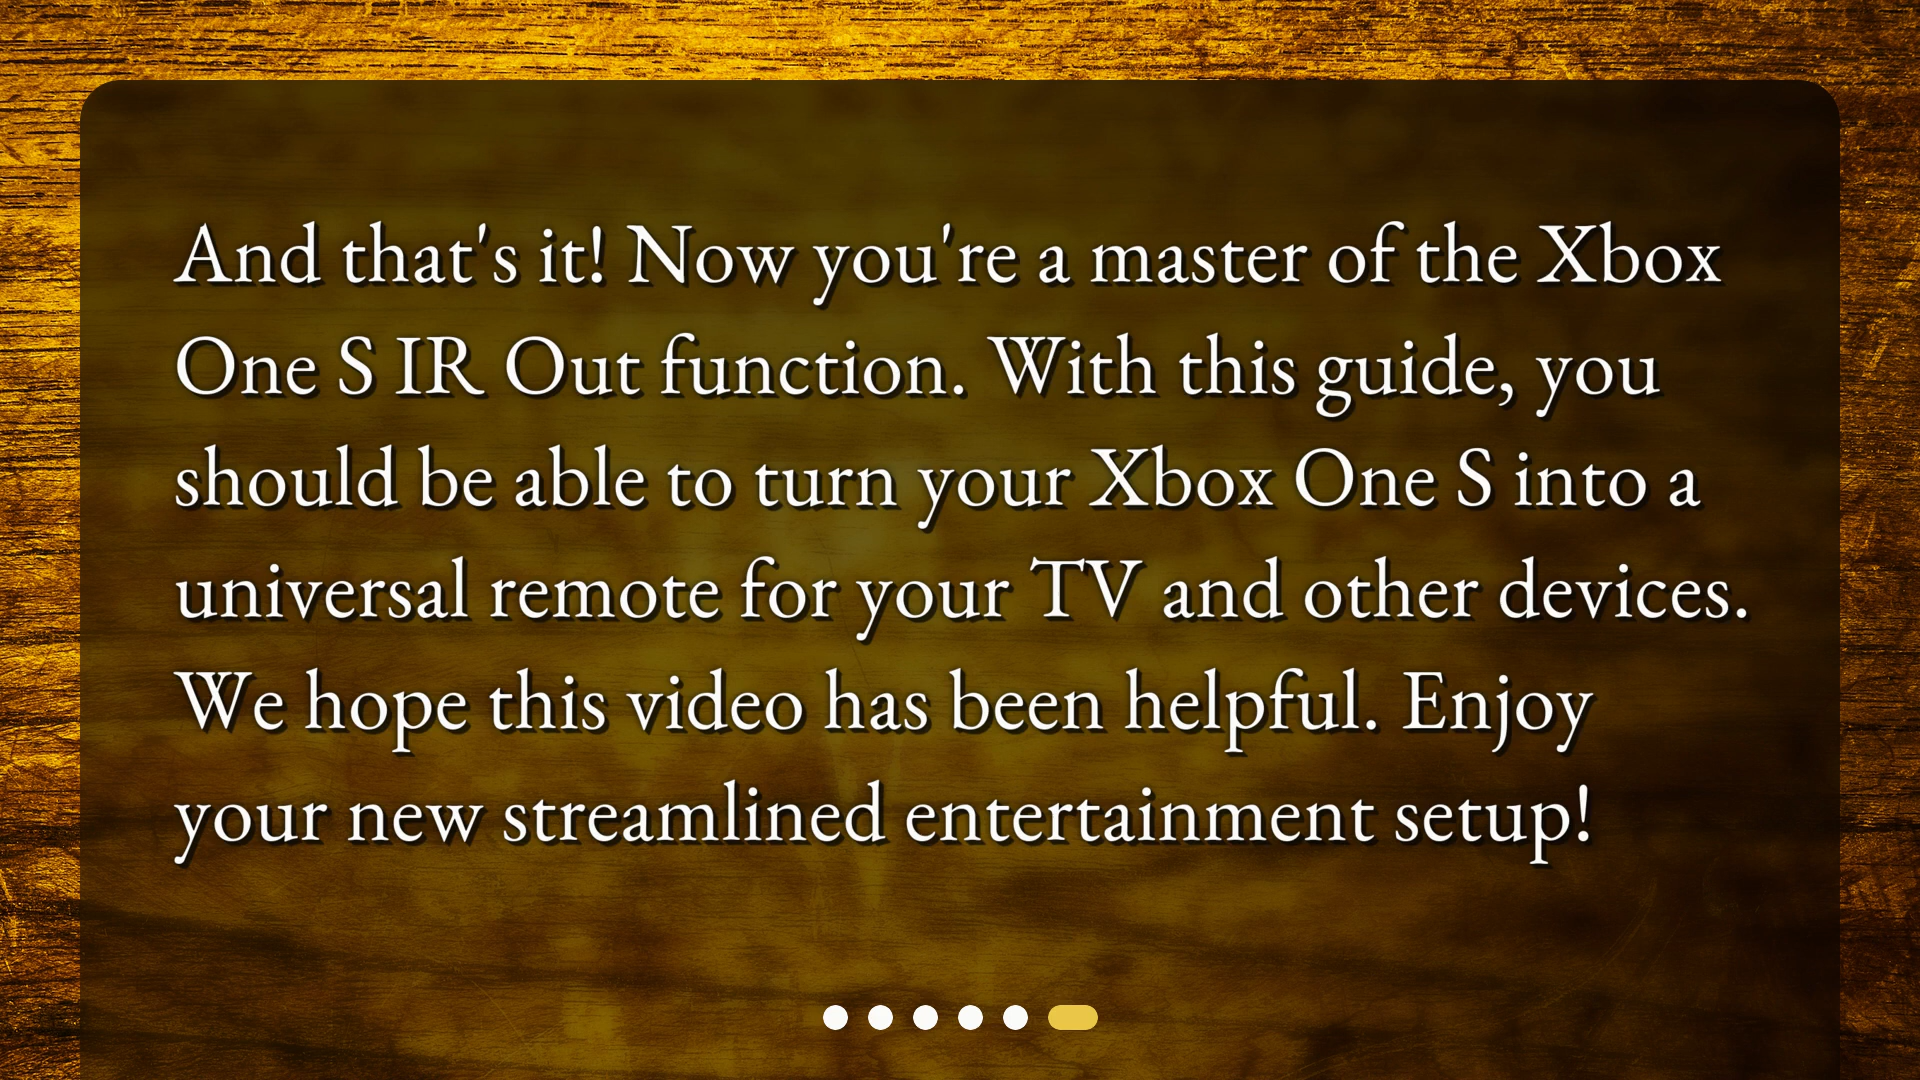 And that's it! Now you're a master of the Xbox
One S IR Out function. With this guide, you
should be able to turn your Xbox One S into a
universal remote for your TV and other devices.
We hope this video has been helpful. Enjoy
your new streamlined entertainment setup!